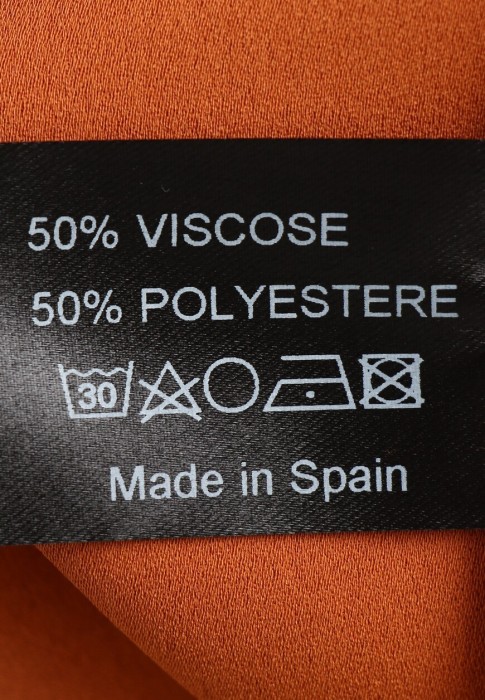 50% VISCOSE
50% POLYESTERE
30
Made in Spain